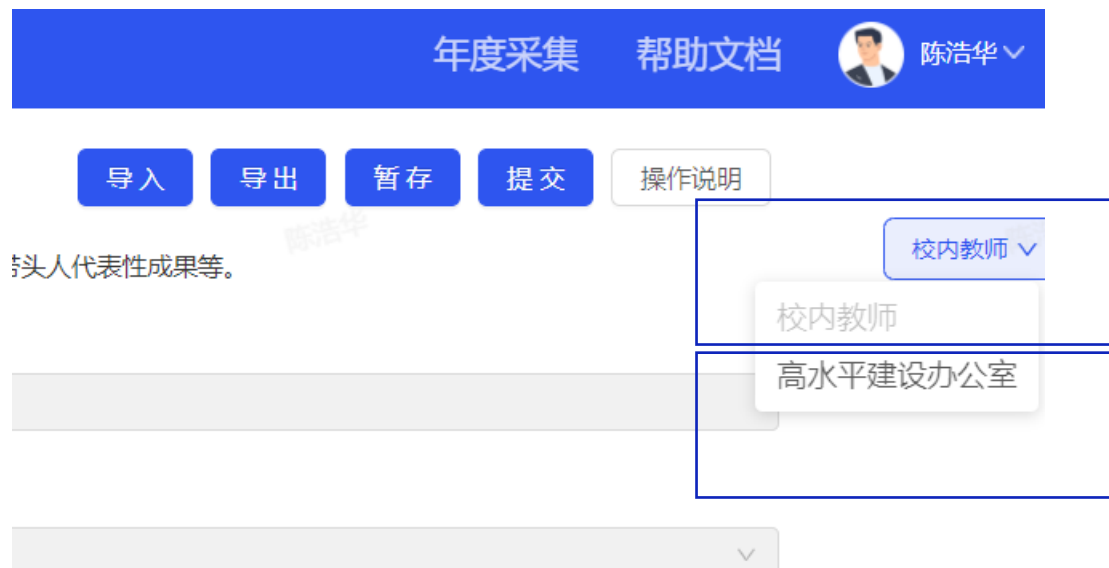 年度采集 帮助文档 陈浩华
导入 导出 暂存 提交 操作说明
陈浩华
校内教师
头人代表性成果等。
校内教师
高水平建设办公室